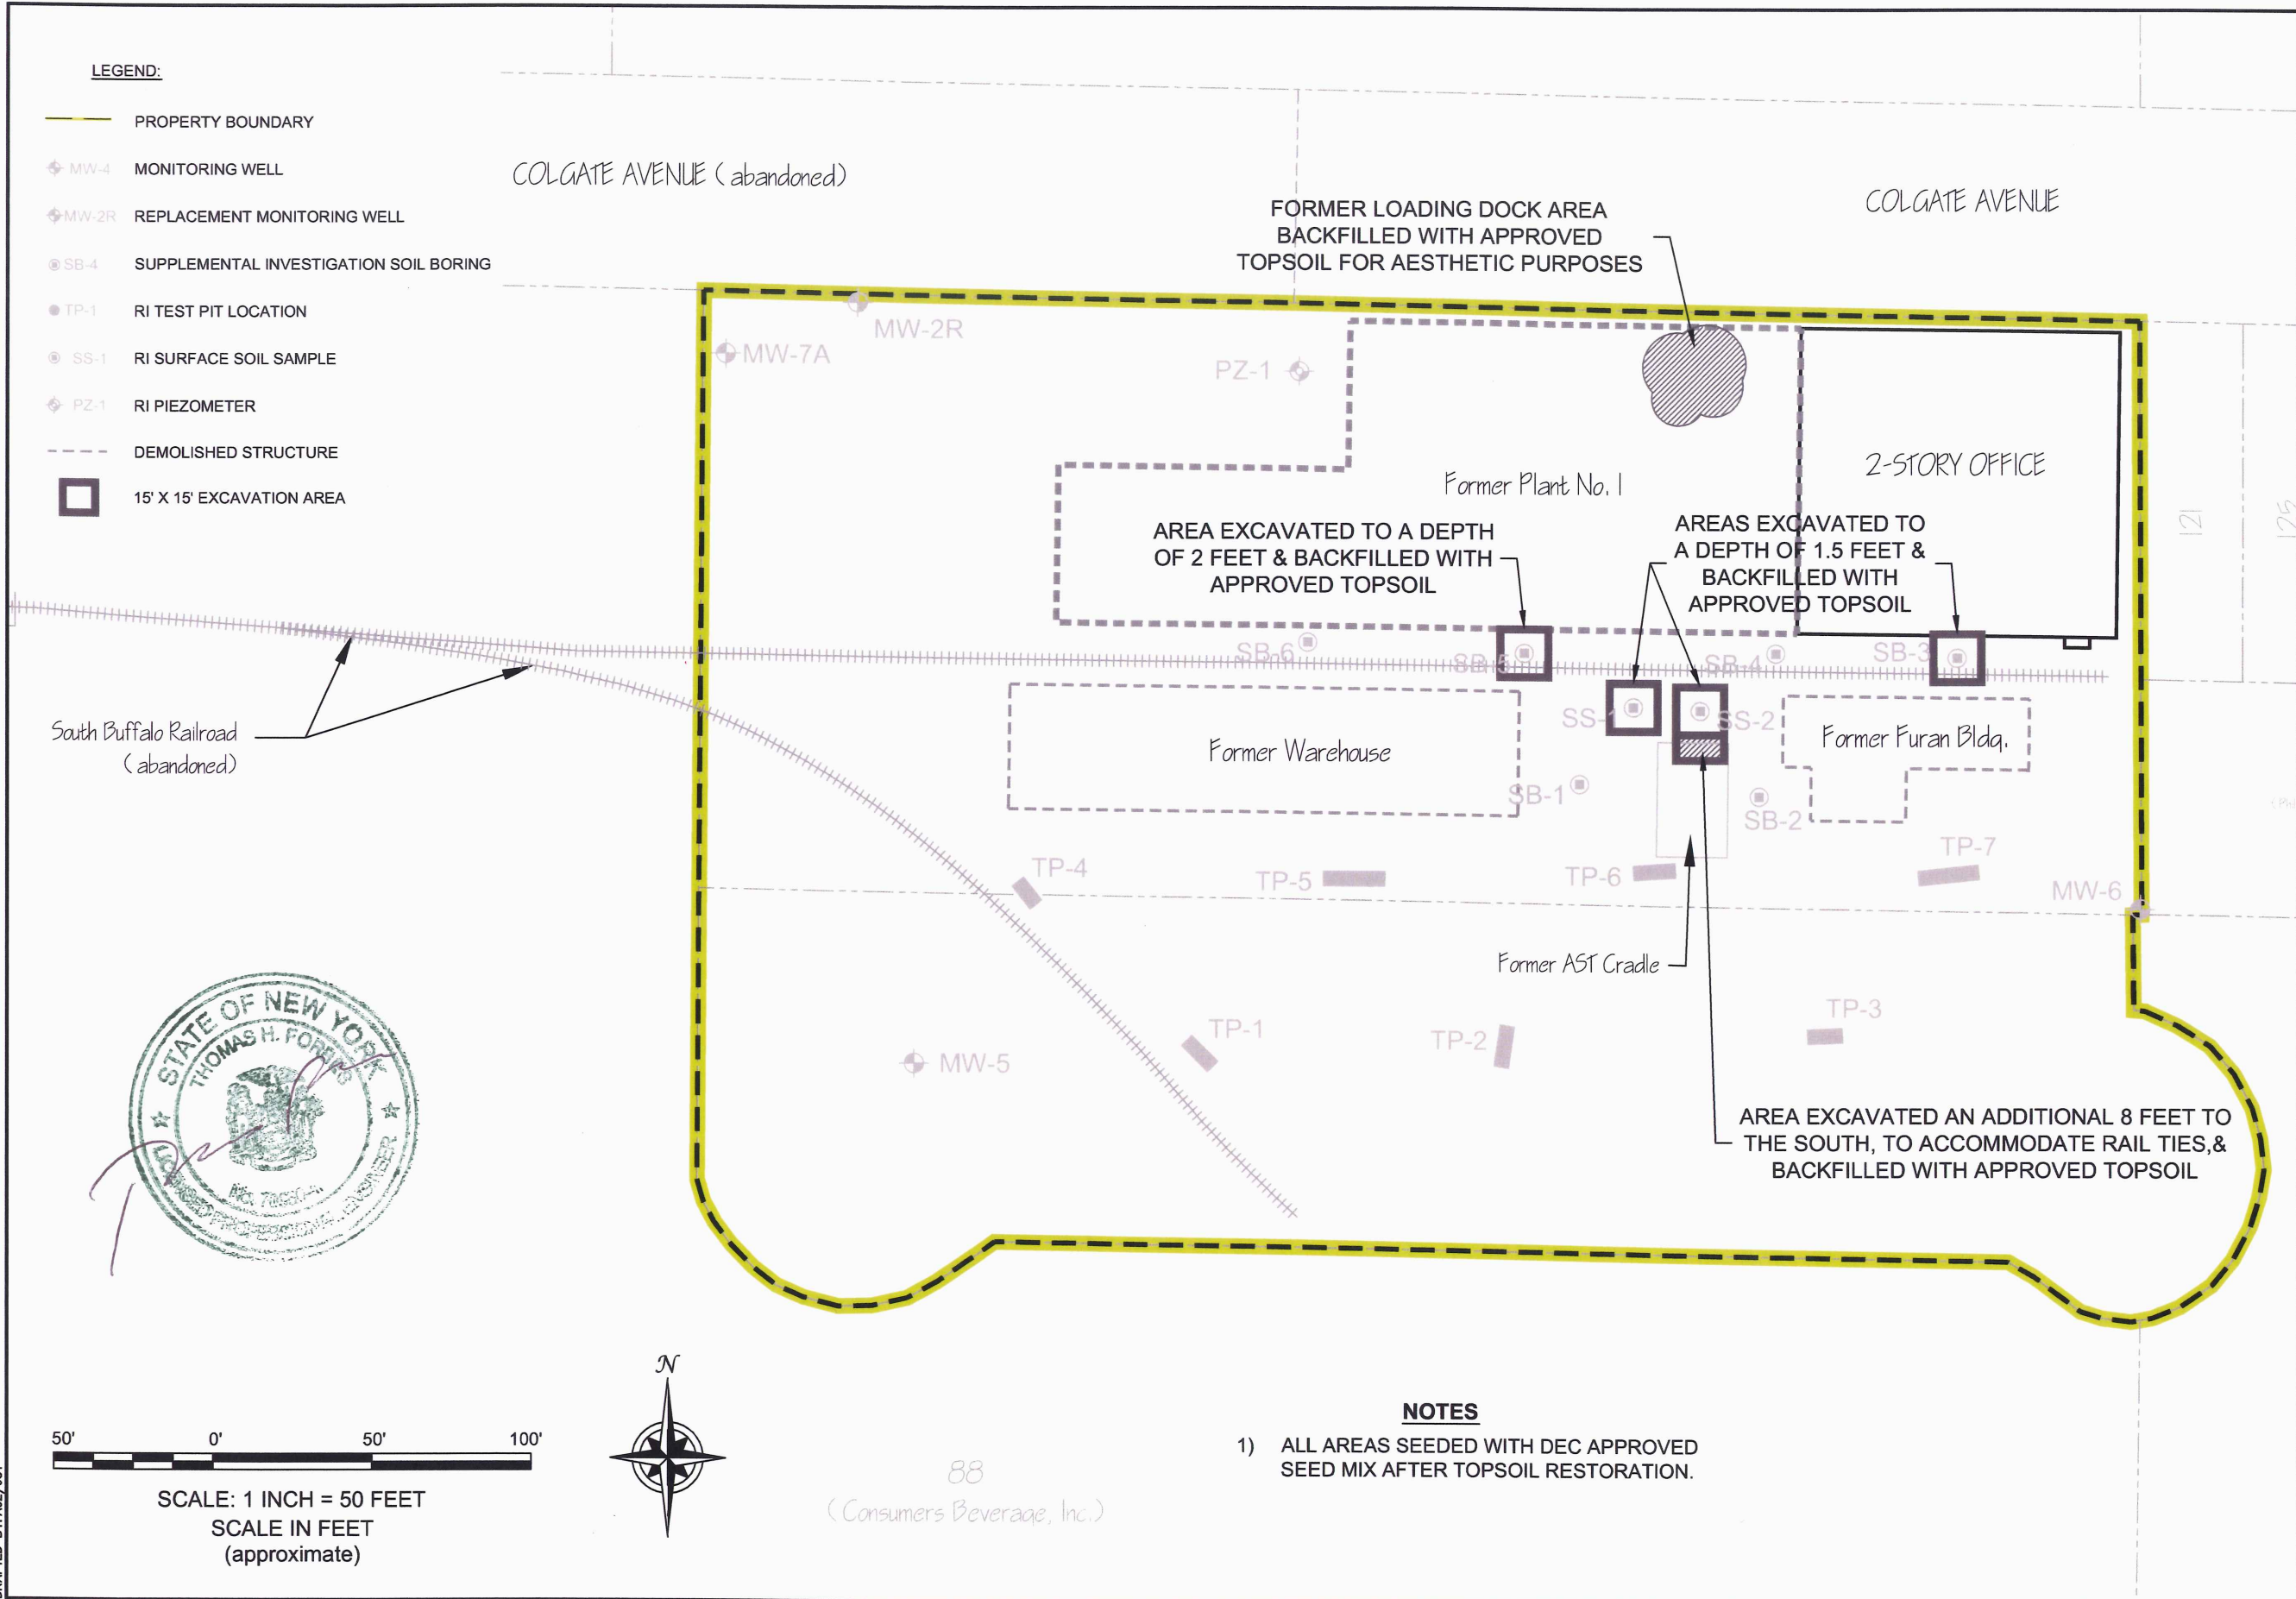 LEGEND:
PROPERTY BOUNDARY
MW-4 MONITORING WELL
MW-2R REPLACEMENT MONITORING WELL
SB-4 SUPPLEMENTAL INVESTIGATION SOIL BORING
TP-1 RI TEST PIT LOCATION
SS-1 RI SURFACE SOIL SAMPLE
PZ-1 RI PIEZOMETER
DEMOLISHED STRUCTURE
15' X 15' EXCAVATION AREA
COLGATE AVENUE (abandoned)
COLGATE AVENUE
FORMER LOADING DOCK AREA
BACKFILLED WITH APPROVED
TOPSOIL FOR AESTHETIC PURPOSES
MW-2R
MW-7A
PZ-1
2-STORY OFFICE
Former Plant No. 1
121
125
AREA EXCAVATED TO A DEPTH
OF 2 FEET & BACKFILLED WITH
APPROVED TOPSOIL
AREAS EXCAVATED TO
A DEPTH OF 1.5 FEET &
BACKFILLED WITH
APPROVED TOPSOIL
SB-6
SB-5
SB-4
SB-3
SS-1
SS-2
South Buffalo Railroad
(abandoned)
Former Warehouse
Former Furan Bldg.
SB-1
SB-2
TP-4
TP-5
TP-6
TP-7
MW-6
Former AST Cradle
TP-1
TP-2
TP-3
MW-5
AREA EXCAVATED AN ADDITIONAL 8 FEET TO
THE SOUTH, TO ACCOMMODATE RAIL TIES,&
BACKFILLED WITH APPROVED TOPSOIL
STATE OF NEW YORK
THOMAS H.
PROFESSIONAL ENGINEER
N
50' 0' 50' 100'
SCALE: 1 INCH = 50 FEET
SCALE IN FEET
(approximate)
88
(Consumers Beverage, Inc.)
NOTES
1) ALL AREAS SEEDED WITH DEC APPROVED
SEED MIX AFTER TOPSOIL RESTORATION.